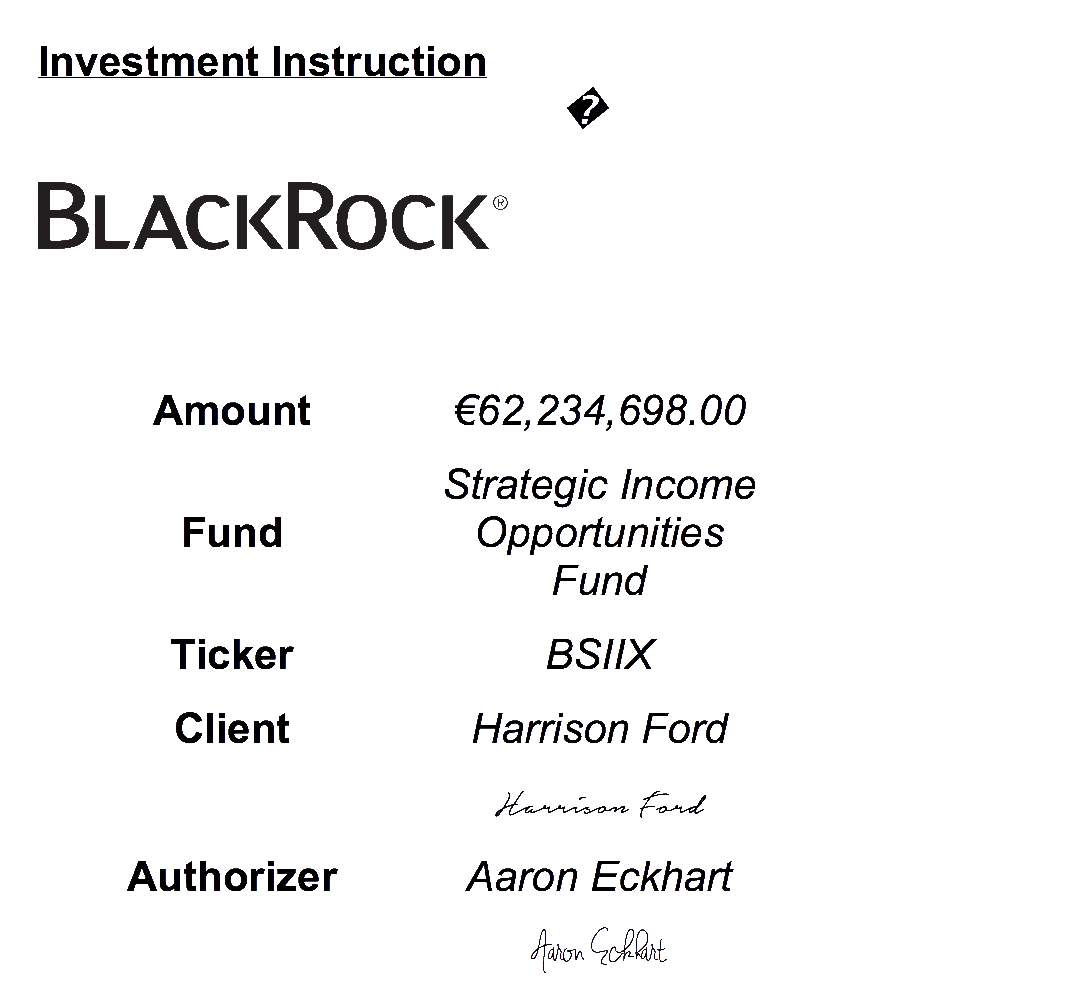 Investment Instruction
�
BLACKROCK®
Amount €62,234,698.00
Strategic Income
Fund Opportunities
Fund
Ticker BSIIX
Client Harrison Ford
Harrison Ford
Authorizer Aaron Eckhart
Aaron Eckhart